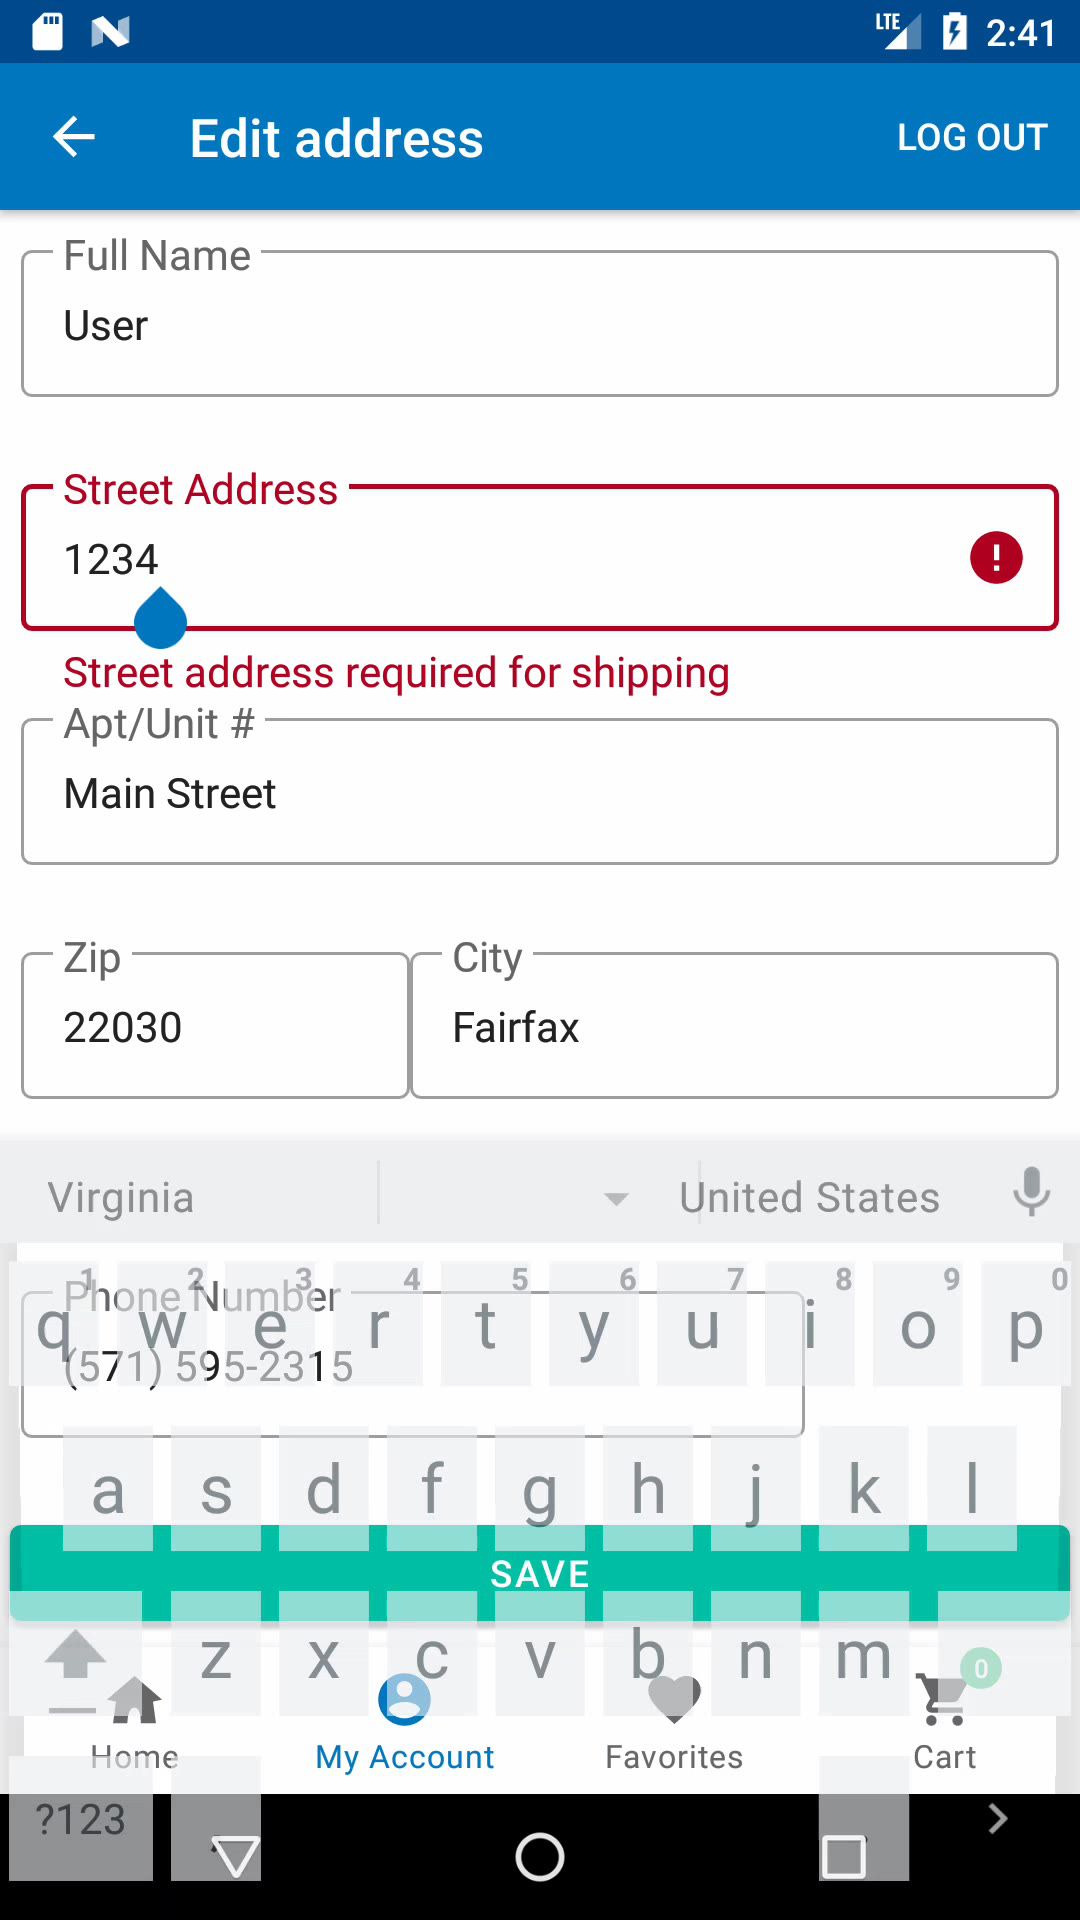 LTE 2:41
Edit address LOG OUT
Full Name
User
Street Address
1234
!
Street address required for shipping
Apt/Unit #
Main Street
Zip City
22030 Fairfax
Virginia United States
1 2 3 4 5 6 7 8 9 0
Phone Number
q w e r t y u i o p
(571) 595-2315
a s d f g h j k l
SAVE
z x c v b n m
0
Home My Account Favorites Cart
?123